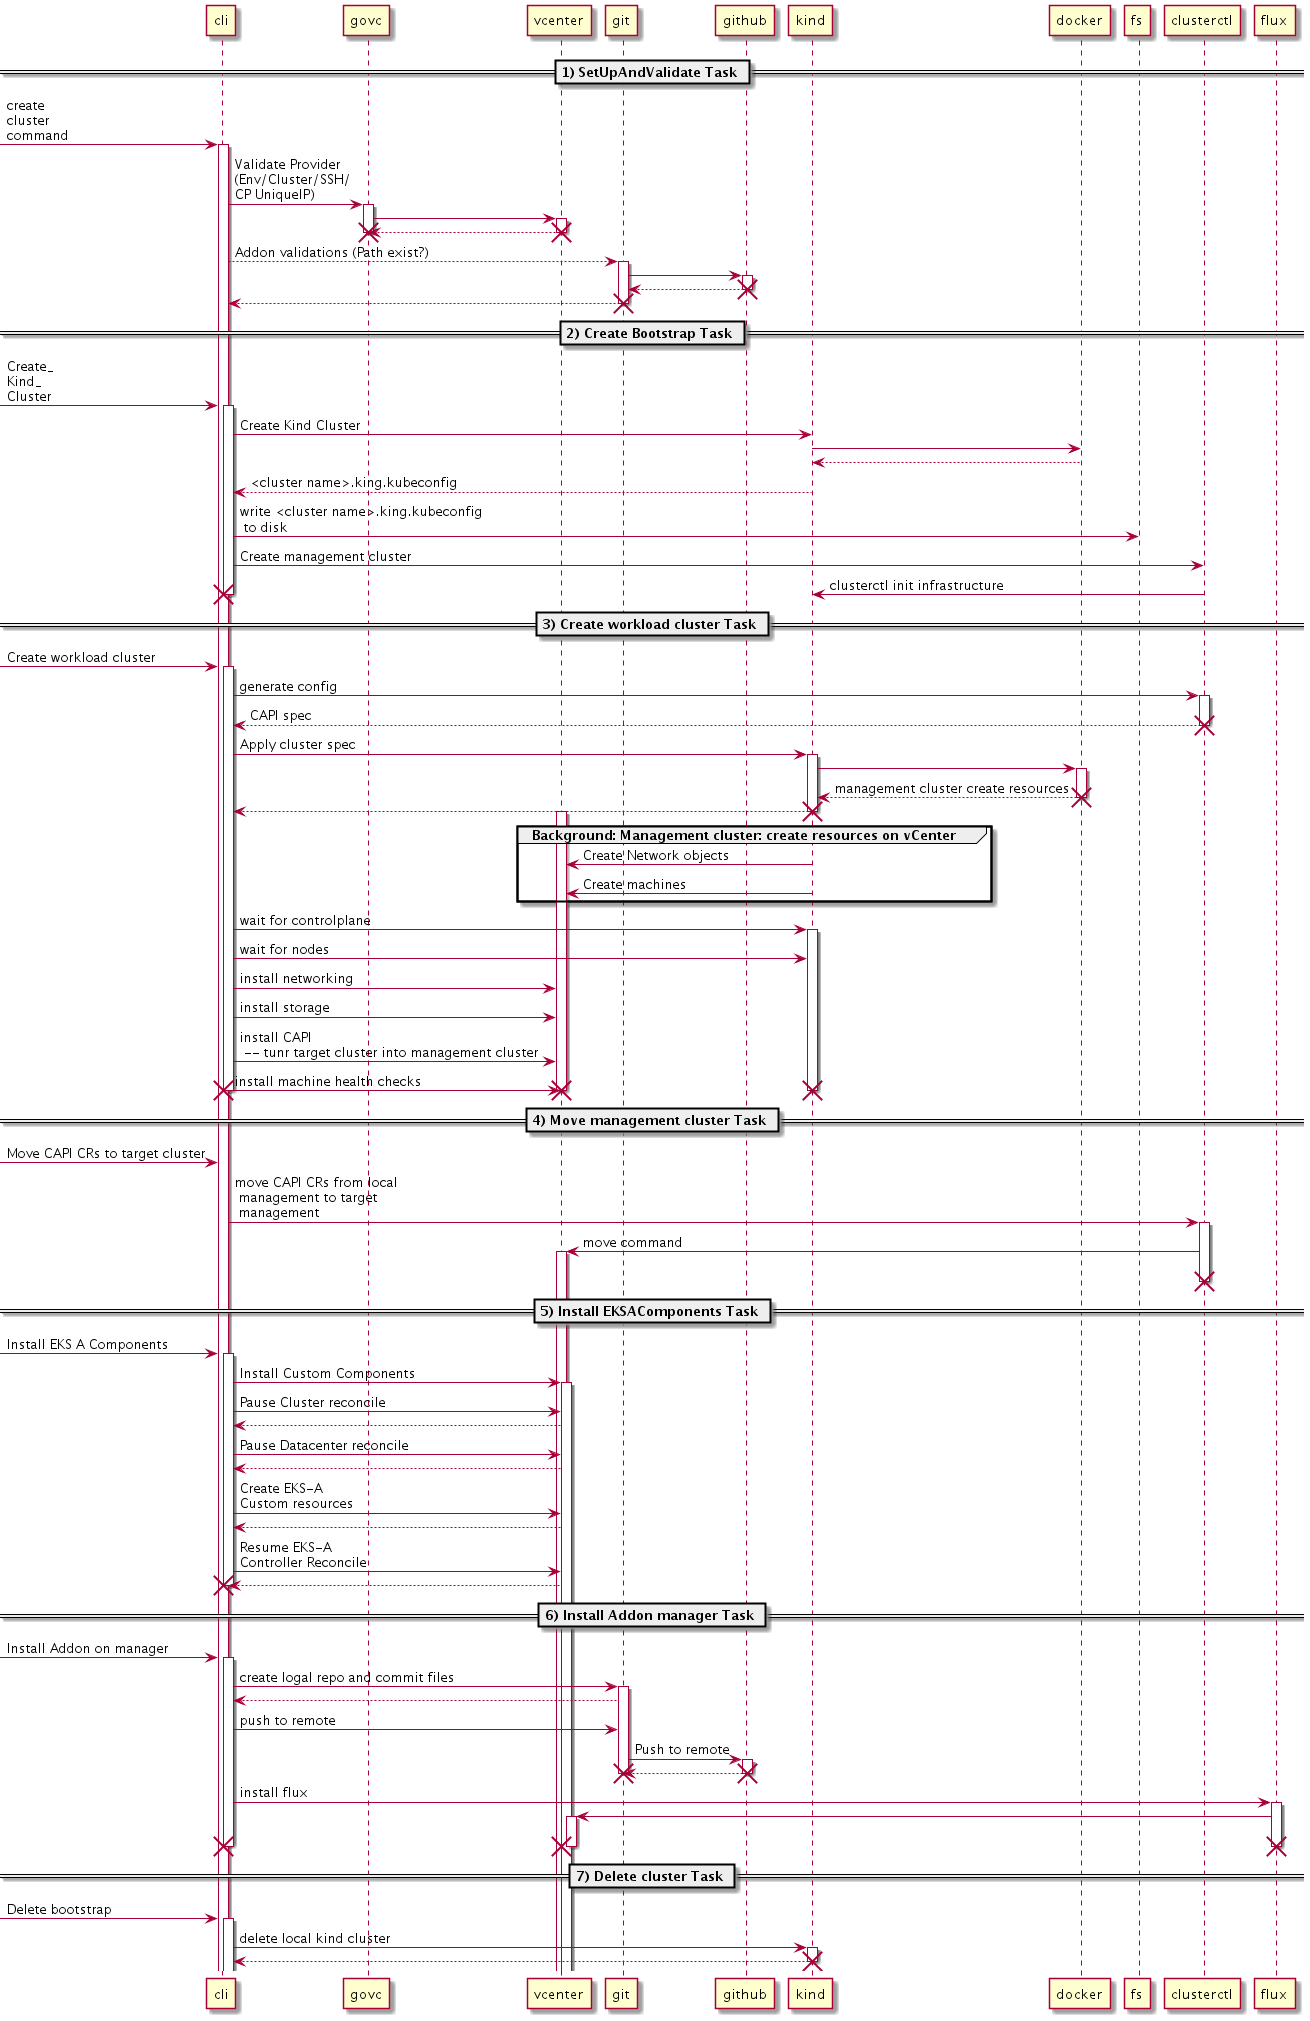 cli
govc
vcenter
git
github
kind
docker
fs
clusterctl
flux
1) SetUpAndValidate Task
create
cluster
command
Validate Provider
(Env/Cluster/SSH/
CP UniqueIP)
Addon validations (Path exist?)
2) Create Bootstrap Task
Create_
Kind_
Cluster
Create Kind Cluster
<cluster name>.king.kubeconfig
write <cluster name>.king.kubeconfig
to disk
Create management cluster
clusterctl init infrastructure
3) Create workload cluster Task
Create workload cluster
generate config
CAPI spec
Apply cluster spec
management cluster create resources
Background: Management cluster: create resources on vCenter
Create Network objects
Create machines
wait for controlplane
wait for nodes
install networking
install storage
install CAPI
-- tunr target cluster into management cluster
install machine health checks
4) Move management cluster Task
Move CAPI CRs to target cluster
move CAPI CRs from local
management to target
management
move command
5) Install EKSAComponents Task
Install EKS A Components
Install Custom Components
Pause Cluster reconcile
Pause Datacenter reconcile
Create EKS-A
Custom resources
Resume EKS-A
Controller Reconcile
6) Install Addon manager Task
Install Addon on manager
create logal repo and commit files
push to remote
Push to remote
install flux
7) Delete cluster Task
Delete bootstrap
delete local kind cluster
cli
govc
vcenter
git
github
kind
docker
fs
clusterctl
flux